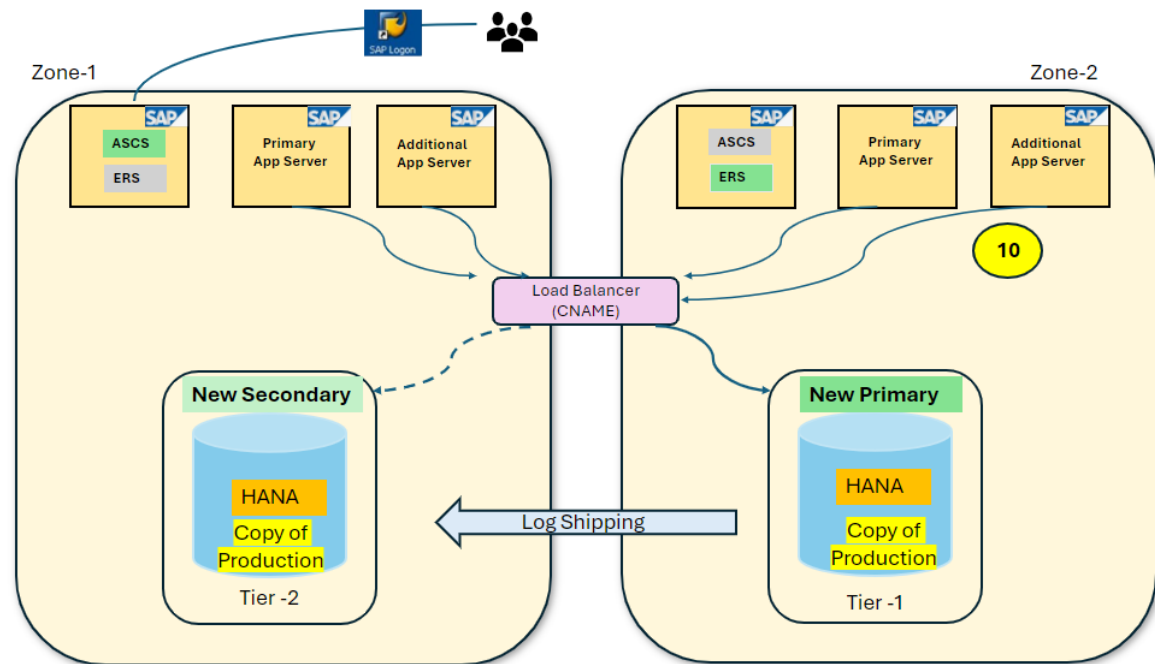 SAP Logon
Zone-1
Zone-2
SAP
ASCS
ERS
SAP
Primary
App Server
SAP
Additional
App Server
SAP
ASCS
ERS
SAP
Primary
App Server
SAP
Additional
App Server
10
Load Balancer
(CNAME)
New Secondary
HANA
Copy of
Production
Tier -2
Log Shipping
New Primary
HANA
Copy of
Production
Tier -1